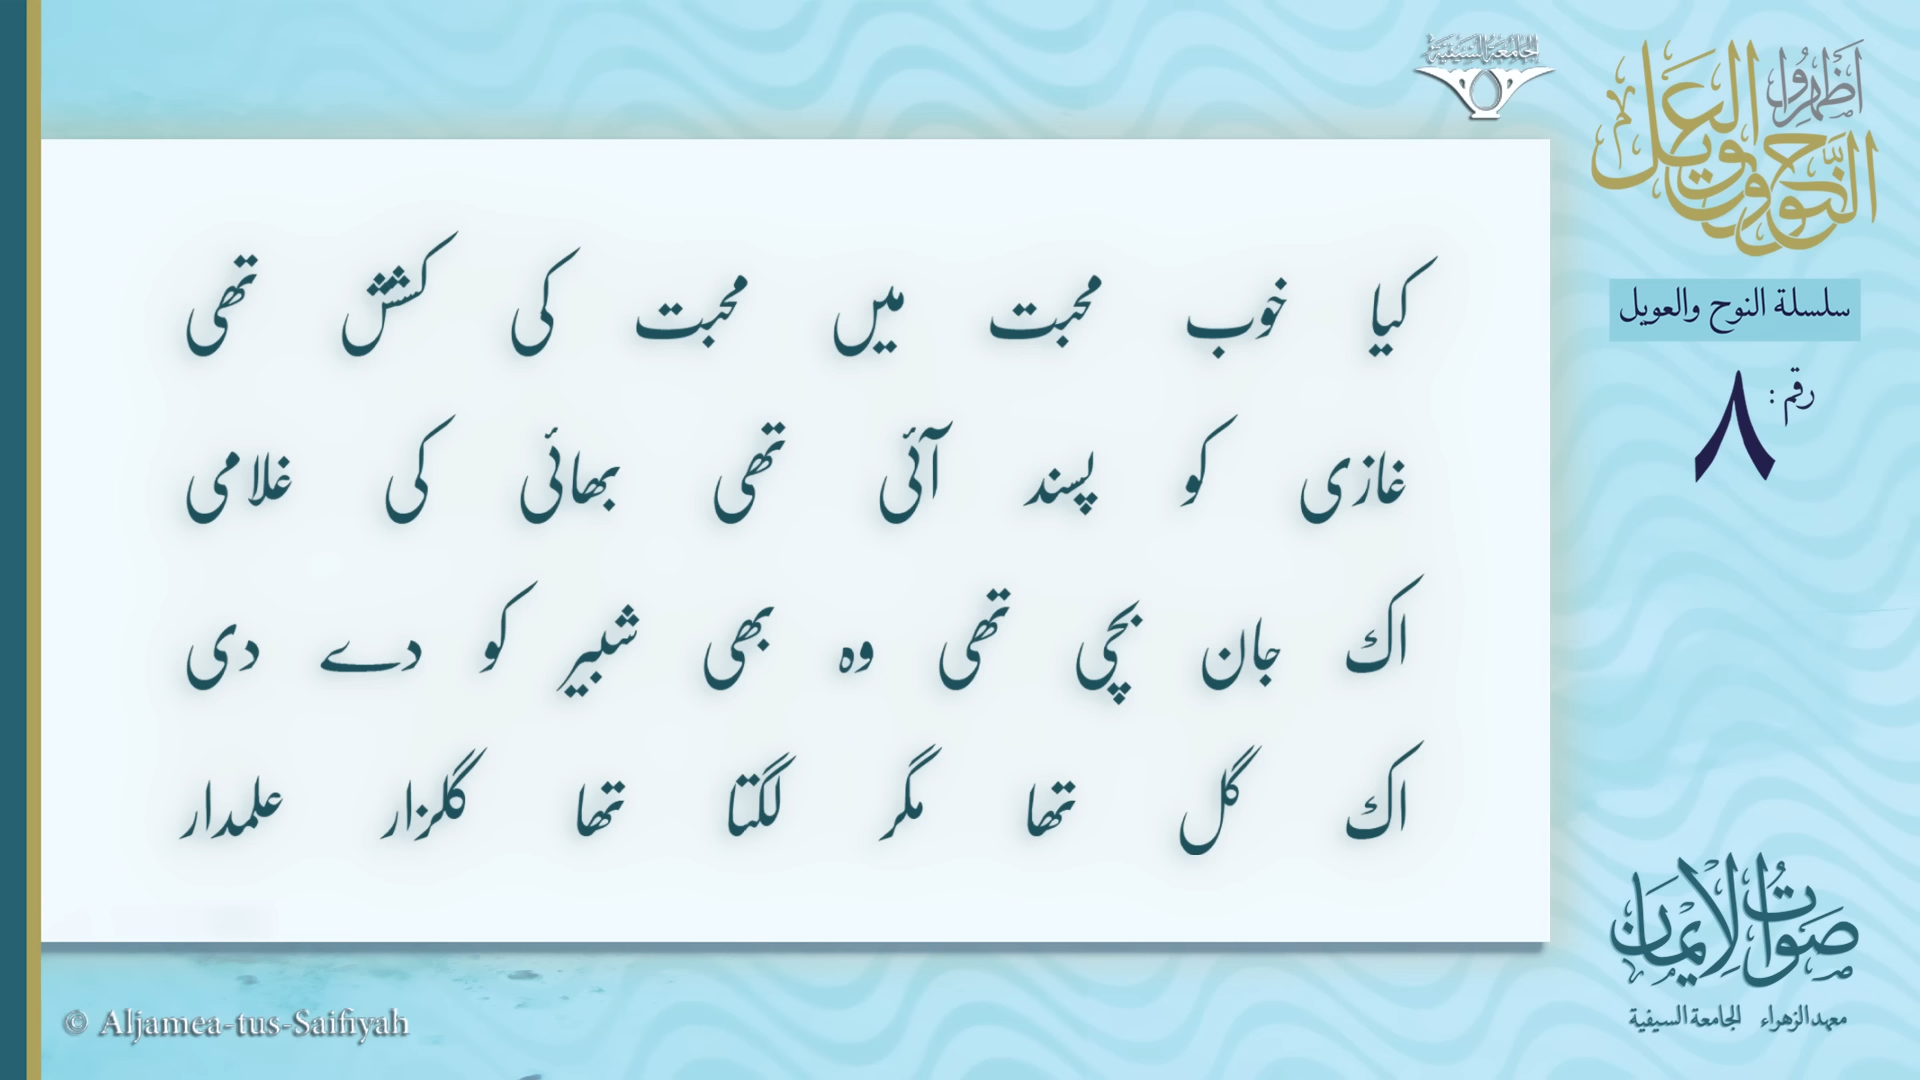 الجامعة السيفية
أظهروا
النوح والعويل
سلسلة النوح والعويل
رقم : ٨
کیا خوب محبت میں محبت کی کشش تھی
غازی کو پسند آئی تھی بھائی کی غلامی
اک جان بچی تھی وہ بھی شبیر کو دے دی
اک گل تھا مگر لگتا تھا گلزار علمدار
صوت الإيمان
معهد الزهراء الجامعة السيفية
© Aljamea-tus-Saifiyah